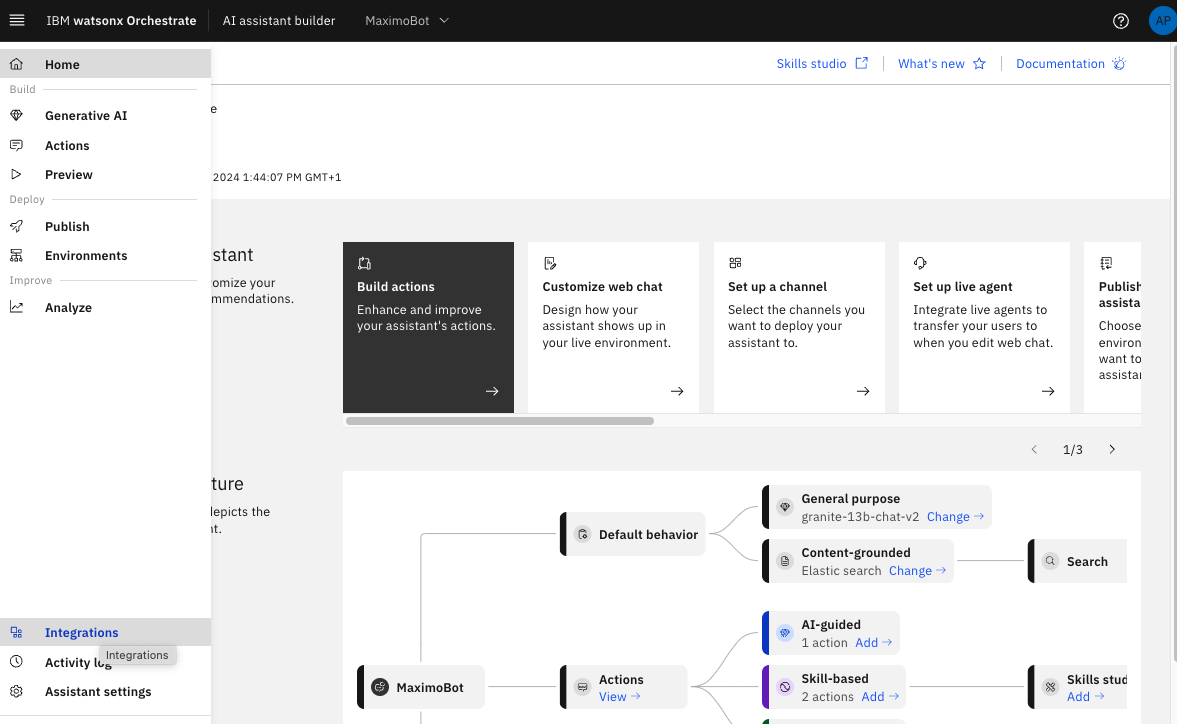 IBM watsonx Orchestrate
AI assistant builder
MaximoBot
AP
Home
Build
Generative AI
Actions
Preview
Deploy
Publish
Environments
Improve
Analyze
Integrations
Integrations
Activity log
Assistant settings
Skills studio
What's new
Documentation
e
2024 1:44:07 PM GMT+1
stant
omize your
mmendations.
Build actions
Enhance and improve
your assistant's actions.
Customize web chat
Design how your
assistant shows up in
your live environment.
Set up a channel
Select the channels you
want to deploy your
assistant to.
Set up live agent
Integrate live agents to
transfer your users to
when you edit web chat.
Publish
assista
Choose
environ
want to
assistar
1/3
ture
depicts the
nt.
MaximoBot
Default behavior
General purpose
granite-13b-chat-v2 Change
Content-grounded
Elastic search Change
Search
Actions
View
AI-guided
1 action Add
Skill-based
2 actions Add
Skills stud
Add